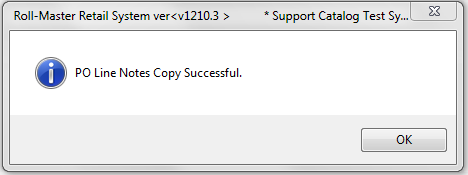 Roll-Master Retail System ver<v1210.3 > * Support Catalog Test Sy...
PO Line Notes Copy Successful.
OK